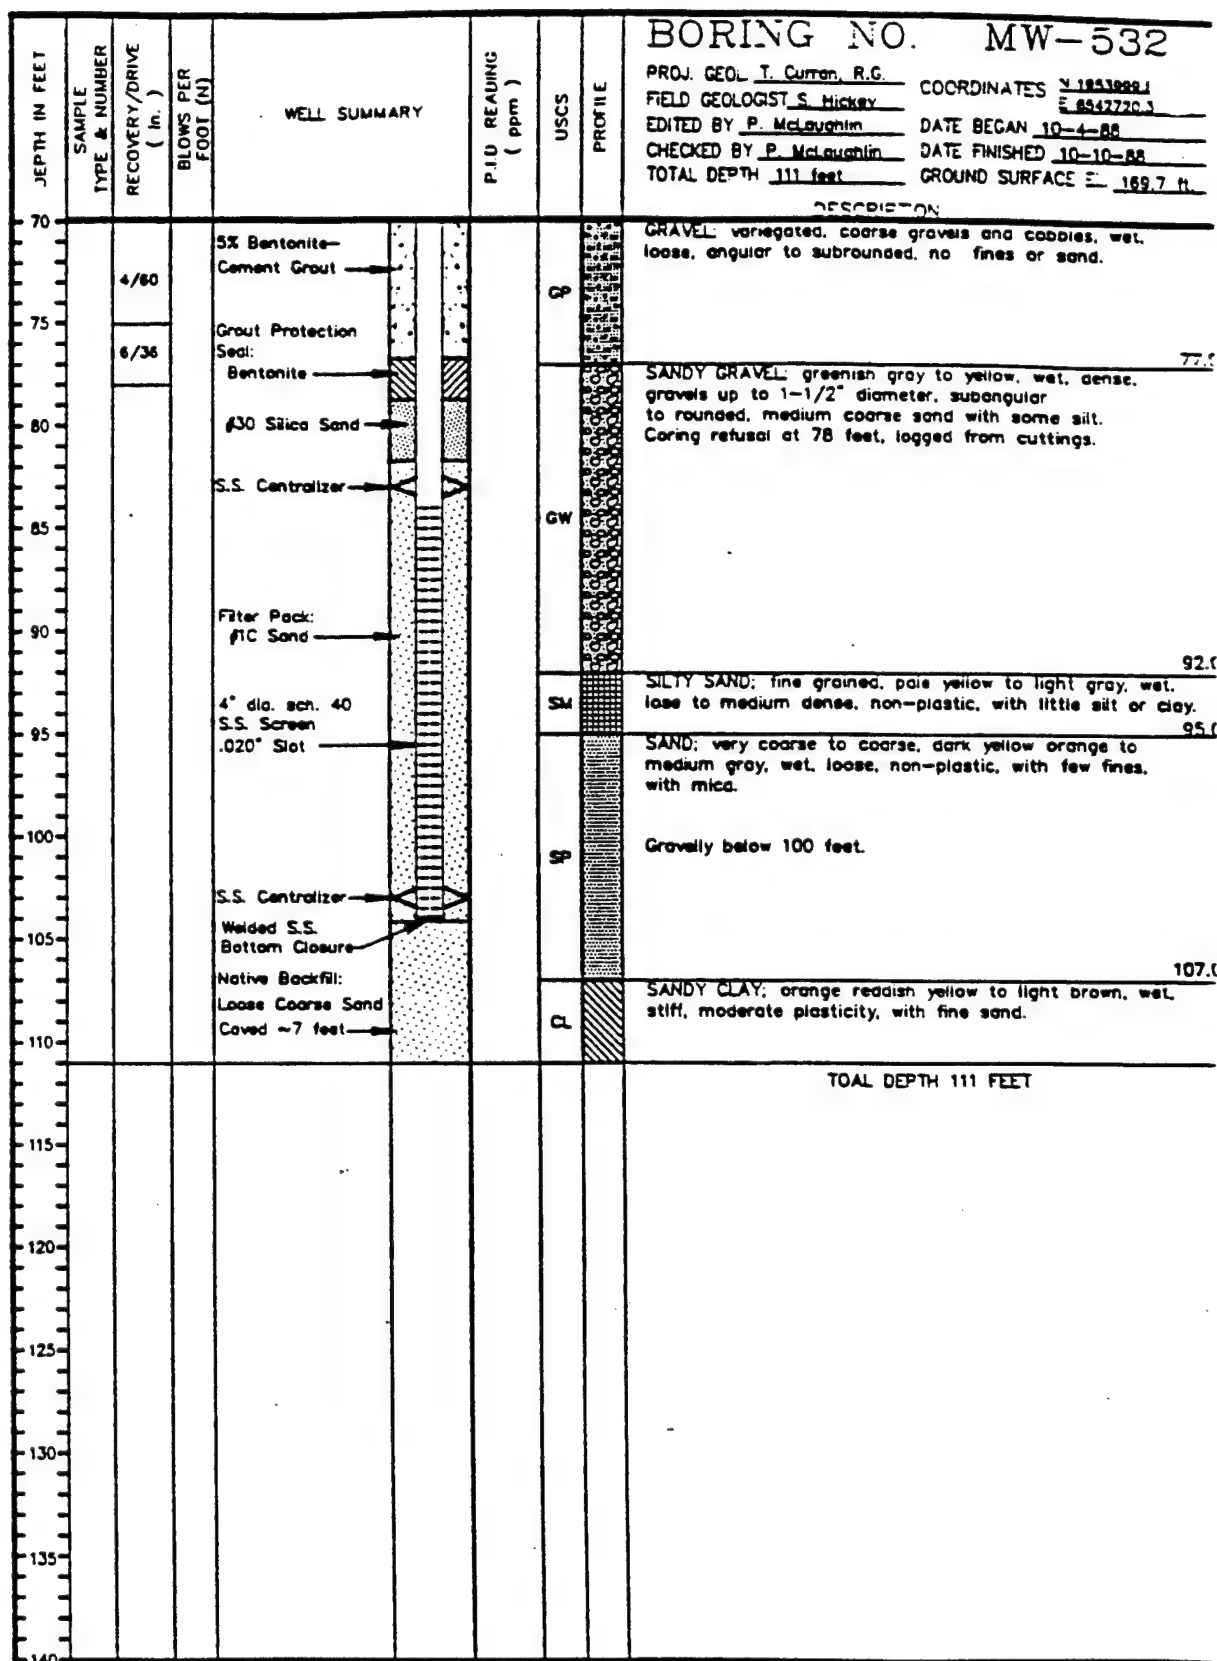 BORING NO. MW-532
PROJ. GEOL. T. Curran, R.G.
FIELD GEOLOGIST S. Hickey
EDITED BY P. McLaughlin
CHECKED BY P. McLaughlin
TOTAL DEPTH 111 feet
COORDINATES
DATE BEGAN 10-4-88
DATE FINISHED 10-10-88
GROUND SURFACE EL. 169.7 ft.
DEPTH IN FEET
SAMPLE TYPE & NUMBER
RECOVERY/DRIVE ( in. )
BLOWS PER FOOT (N)
WELL SUMMARY
P.I.D READING ( ppm )
USCS
PROFILE
DESCRIPTION
70
75
80
85
90
95
100
105
110
115
120
125
130
135
140
4/60
6/36
5% Bentonite-
Cement Grout
Grout Protection
Seal:
Bentonite
#30 Silica Sand
S.S. Centralizer
Filter Pack:
#1C Sand
4" dia. sch. 40
S.S. Screen
.020" Slot
S.S. Centralizer
Welded S.S.
Bottom Closure
Native Backfill:
Loose Coarse Sand
Caved ~7 feet
GP
GW
SM
SP
CL
GRAVEL: variegated, coarse gravels and cobbles, wet,
loose, angular to subrounded, no fines or sand.
SANDY GRAVEL: greenish gray to yellow, wet, dense,
gravels up to 1-1/2" diameter, subangular
to rounded, medium coarse sand with some silt.
Coring refusal at 78 feet, logged from cuttings.
92.0
SILTY SAND; fine grained, pale yellow to light gray, wet,
lose to medium dense, non-plastic, with little silt or clay.
95.0
SAND; very coarse to coarse, dark yellow orange to
medium gray, wet, loose, non-plastic, with few fines,
with mica.
Gravelly below 100 feet.
107.0
SANDY CLAY; orange reddish yellow to light brown, wet,
stiff, moderate plasticity, with fine sand.
TOAL DEPTH 111 FEET